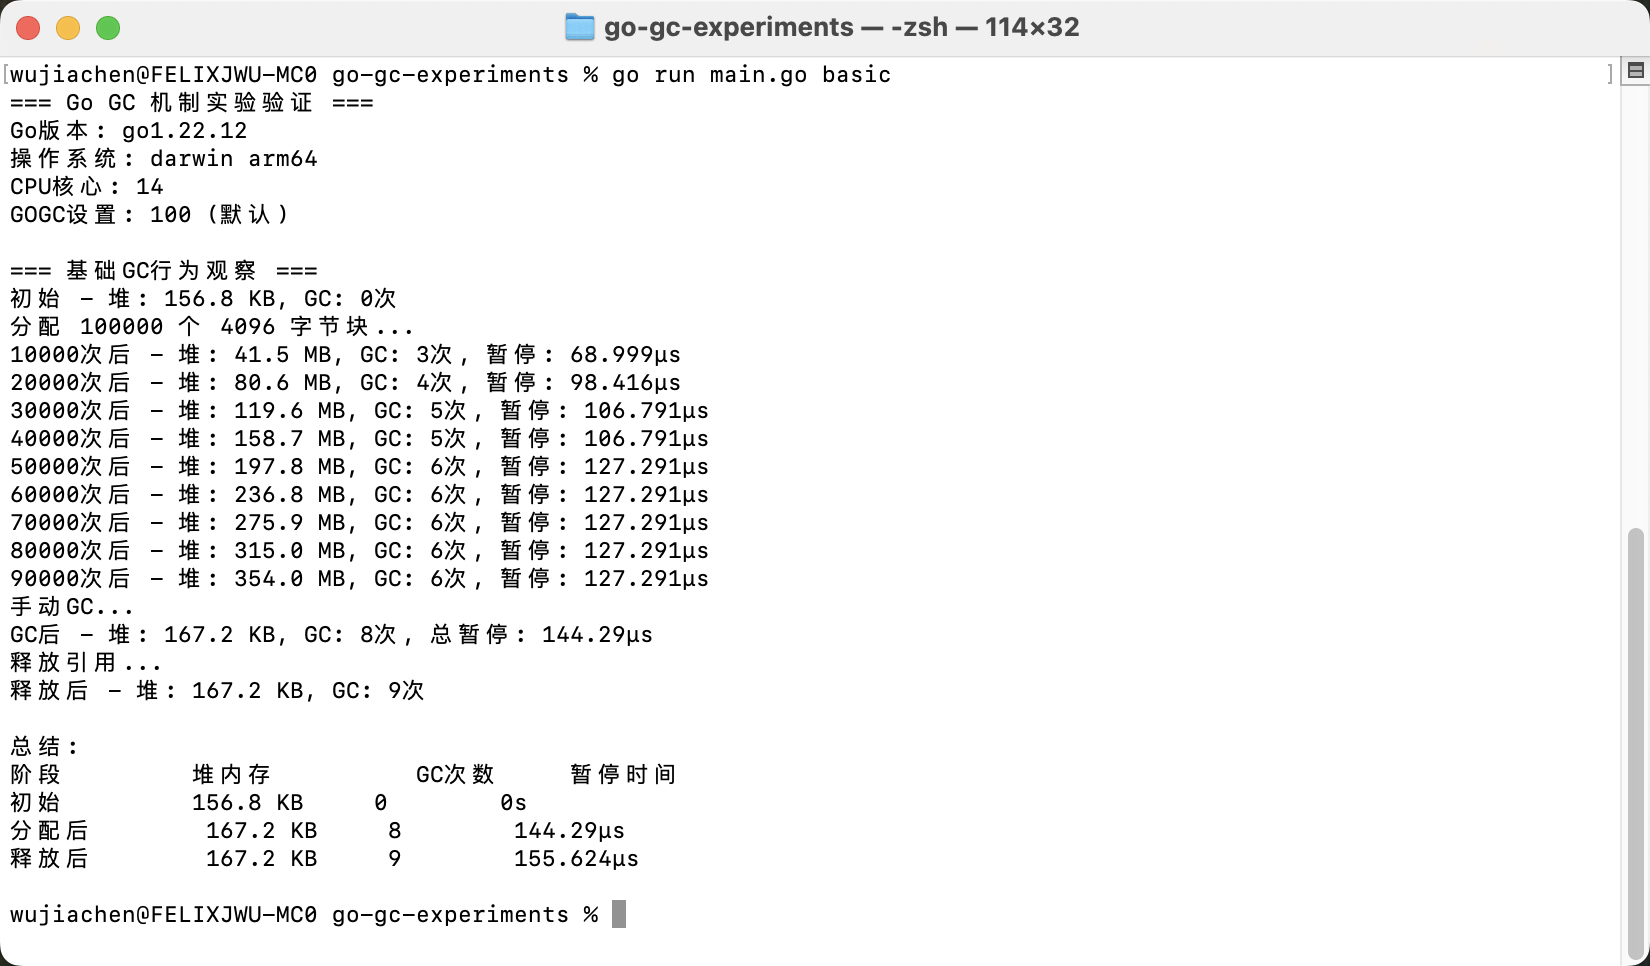 go-gc-experiments — -zsh — 114×32
wujiachen@FELIXJWU-MC0 go-gc-experiments % go run main.go basic
=== Go GC 机制实验验证 ===
Go版本: go1.22.12
操作系统: darwin arm64
CPU核心: 14
GOGC设置: 100 (默认)

=== 基础GC行为观察 ===
初始 - 堆: 156.8 KB, GC: 0次
分配 100000 个 4096 字节块...
10000次后 - 堆: 41.5 MB, GC: 3次, 暂停: 68.999µs
20000次后 - 堆: 80.6 MB, GC: 4次, 暂停: 98.416µs
30000次后 - 堆: 119.6 MB, GC: 5次, 暂停: 106.791µs
40000次后 - 堆: 158.7 MB, GC: 5次, 暂停: 106.791µs
50000次后 - 堆: 197.8 MB, GC: 6次, 暂停: 127.291µs
60000次后 - 堆: 236.8 MB, GC: 6次, 暂停: 127.291µs
70000次后 - 堆: 275.9 MB, GC: 6次, 暂停: 127.291µs
80000次后 - 堆: 315.0 MB, GC: 6次, 暂停: 127.291µs
90000次后 - 堆: 354.0 MB, GC: 6次, 暂停: 127.291µs
手动GC...
GC后 - 堆: 167.2 KB, GC: 8次, 总暂停: 144.29µs
释放引用...
释放后 - 堆: 167.2 KB, GC: 9次

总结:
阶段 堆内存 GC次数 暂停时间
初始 156.8 KB 0 0s
分配后 167.2 KB 8 144.29µs
释放后 167.2 KB 9 155.624µs

wujiachen@FELIXJWU-MC0 go-gc-experiments %